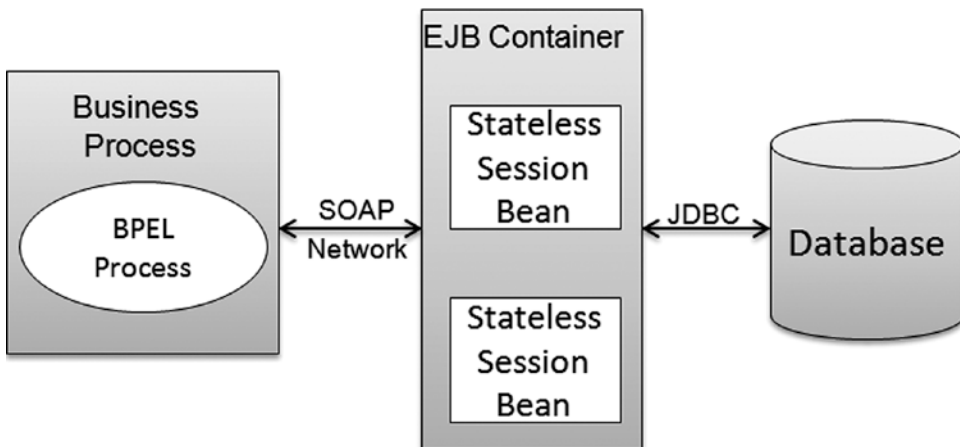 Business
Process
BPEL
Process
SOAP
Network
EJB Container
Stateless
Session
Bean
Stateless
Session
Bean
JDBC
Database